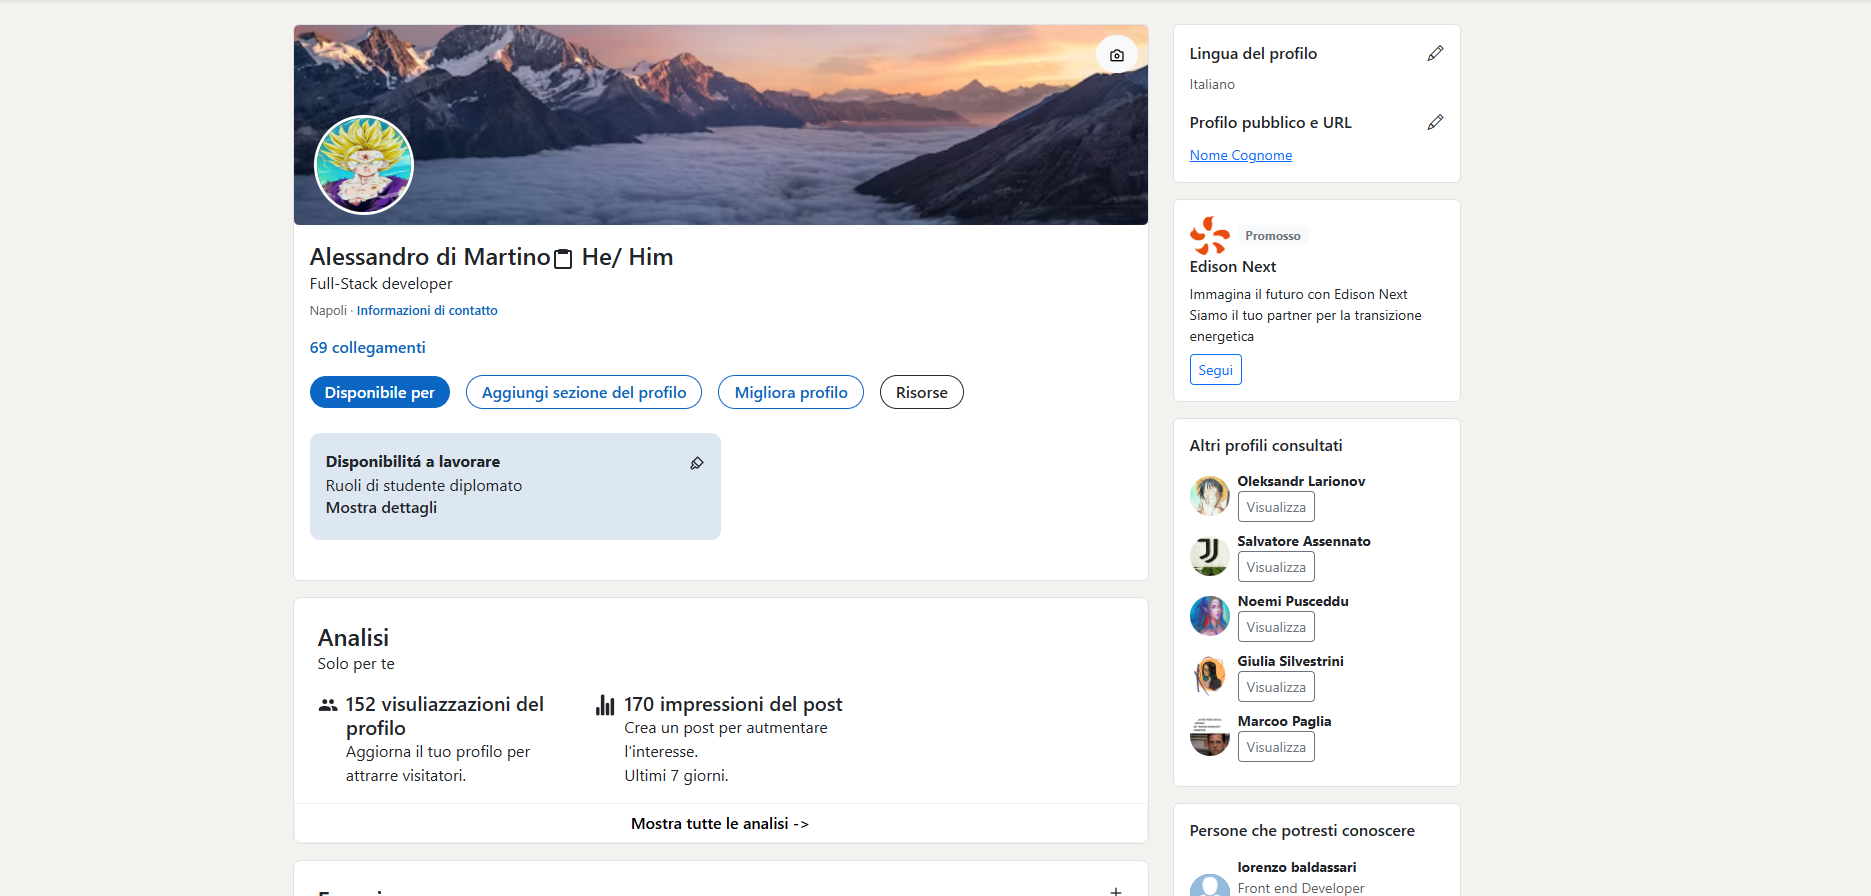 Alessandro di Martino He/ Him
Full-Stack developer
Napoli · Informazioni di contatto
69 collegamenti
Disponibile per
Aggiungi sezione del profilo
Migliora profilo
Risorse
Disponibilitá a lavorare
Ruoli di studente diplomato
Mostra dettagli
Analisi
Solo per te
152 visuliazzazioni del
profilo
Aggiorna il tuo profilo per
attrarre visitatori.
170 impressioni del post
Crea un post per autmentare
l'interesse.
Ultimi 7 giorni.
Mostra tutte le analisi ->
Lingua del profilo
Italiano
Profilo pubblico e URL
Nome Cognome
Promosso
Edison Next
Immagina il futuro con Edison Next
Siamo il tuo partner per la transizione
energetica
Segui
Altri profili consultati
Oleksandr Larionov
Visualizza
Salvatore Assennato
Visualizza
Noemi Pusceddu
Visualizza
Giulia Silvestrini
Visualizza
Marcoo Paglia
Visualizza
Persone che potresti conoscere
lorenzo baldassari
Front end Developer